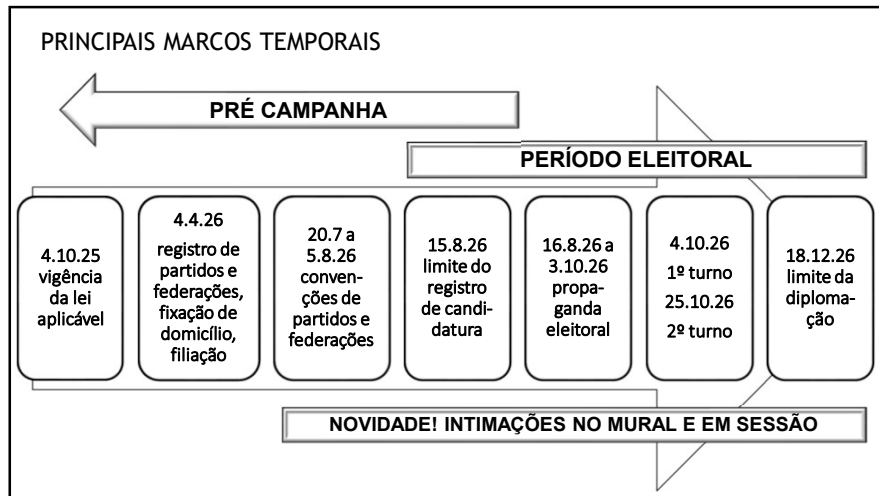 PRINCIPAIS MARCOS TEMPORAIS
PRÉ CAMPANHA
PERÍODO ELEITORAL
4.10.25
vigência
da lei
aplicável
4.4.26
registro de
partidos e
federações,
fixação de
domicílio,
filiação
20.7 a
5.8.26
conven-
ções de
partidos e
federações
15.8.26
limite do
registro
de candi-
datura
16.8.26 a
3.10.26
propa-
ganda
eleitoral
4.10.26
1º turno
25.10.26
2º turno
18.12.26
limite da
diploma-
ção
NOVIDADE! INTIMAÇÕES NO MURAL E EM SESSÃO